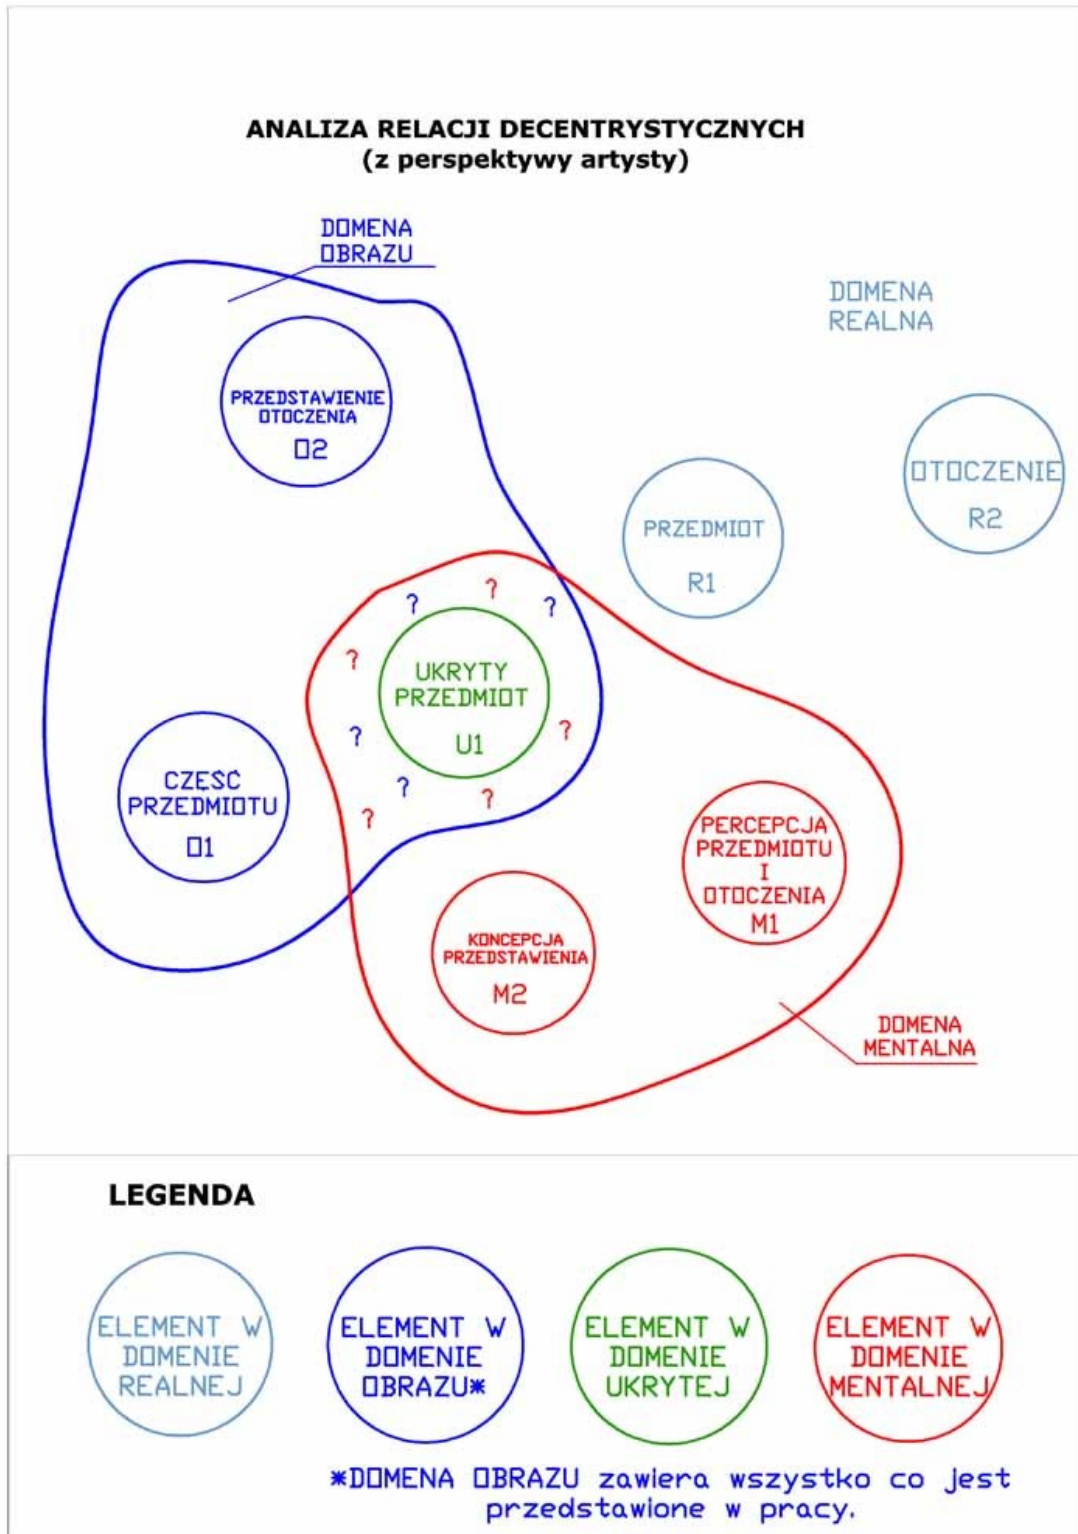 ANALIZA RELACJI DECENTRYSTYCZNYCH
(z perspektywy artysty)
DOMENA
OBRAZU
DOMENA
REALNA
PRZEDSTAWIENIE
OTOCZENIA
O2
OTOCZENIE
R2
PRZEDMIOT
R1
? ? ?
?
UKRYTY
PRZEDMIOT
U1
?
?
?
?
?
CZĘŚĆ
PRZEDMIOTU
O1
PERCEPCJA
PRZEDMIOTU
I
OTOCZENIA
M1
KONCEPCJA
PRZEDSTAWIENIA
M2
DOMENA
MENTALNA
LEGENDA
ELEMENT W
DOMENIE
REALNEJ
ELEMENT W
DOMENIE
OBRAZU*
ELEMENT W
DOMENIE
UKRYTEJ
ELEMENT W
DOMENIE
MENTALNEJ
*DOMENA OBRAZU zawiera wszystko co jest
przedstawione w pracy.